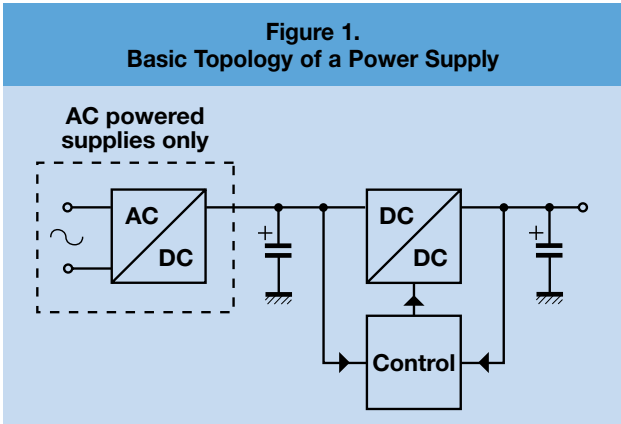 Figure 1.
Basic Topology of a Power Supply
AC powered
supplies only
AC
DC
+
DC
DC
+
Control